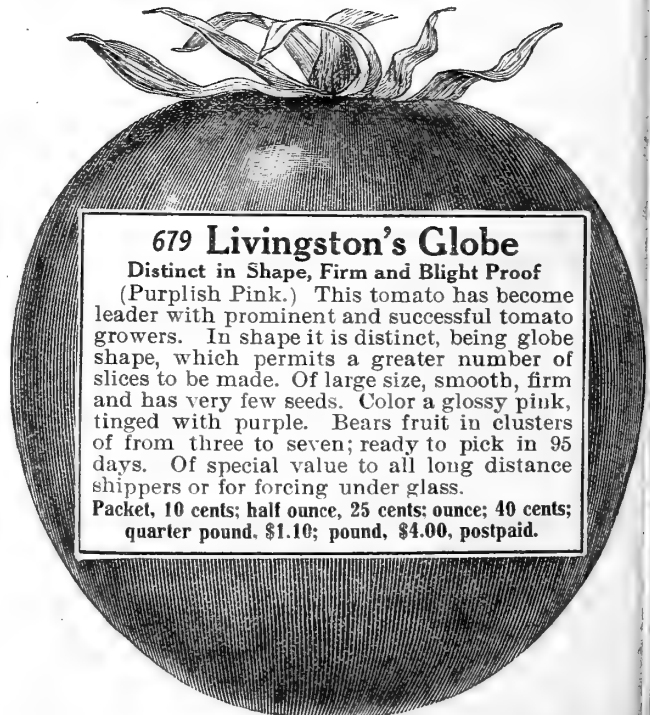 679 Livingston's Globe
Distinct in Shape, Firm and Blight Proof
(Purplish Pink.) This tomato has become
leader with prominent and successful tomato
growers. In shape it is distinct, being globe
shape, which permits a greater number of
slices to be made. Of large size, smooth, firm
and has very few seeds. Color a glossy pink,
tinged with purple. Bears fruit in clusters
of from three to seven; ready to pick in 95
days. Of special value to all long distance
shippers or for forcing under glass.
Packet, 10 cents; half ounce, 25 cents; ounce; 40 cents;
quarter pound, $1.10; pound, $4.00, postpaid.